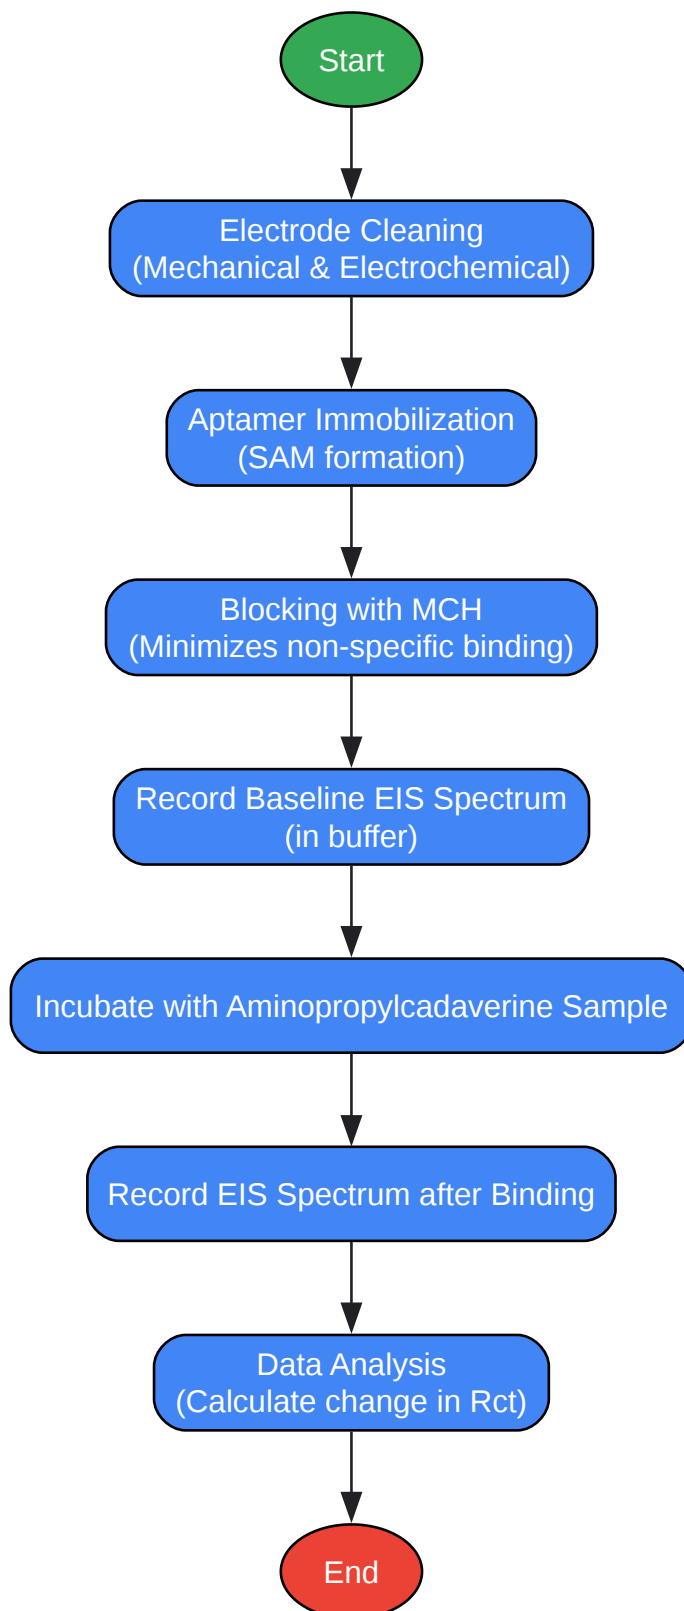 Start
Electrode Cleaning
(Mechanical & Electrochemical)
Aptamer Immobilization
(SAM formation)
Blocking with MCH
(Minimizes non-specific binding)
Record Baseline EIS Spectrum
(in buffer)
Incubate with Aminopropylcadaverine Sample
Record EIS Spectrum after Binding
Data Analysis
(Calculate change in Rct)
End